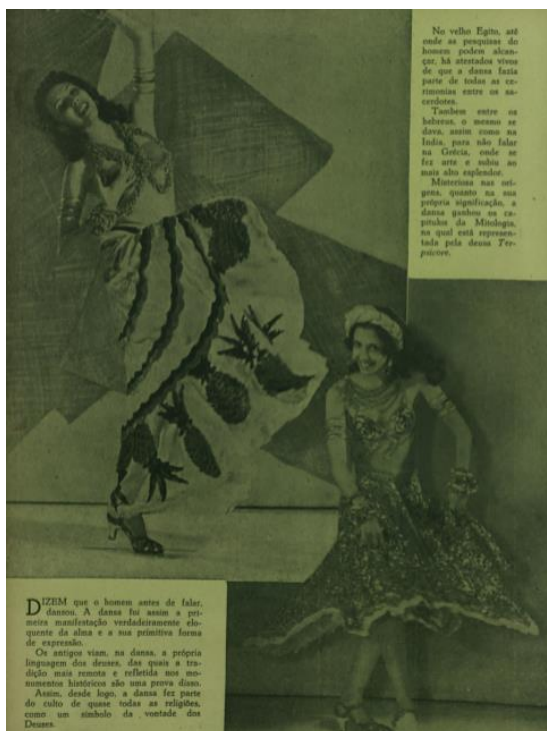 DIZEM que o homem antes de falar,
dansou. A dansa fui assim a pri-
meira manifestação verdadeiramente elo-
quente da alma e a sua primitiva forma
de expressão.
Os antigos viam, na dansa, a própria
linguagem dos deuses, das quais a tra-
dição mais remota e refletida nos mo-
numentos históricos são uma prova disso.
Assim, desde logo, a dansa fez parte
do culto de quase todas as religiões,
como um símbolo da vontade dos
Deuses.
No velho Egito, até
onde as pesquizas do
homem podem alcan-
çar, há atestados vivos
de que a dansa fazia
parte de todas as ce-
rimonias entre os sa-
cerdotes.
Tambem entre os
hebreus, o mesmo se
dava, assim como na
India, para não falar
na Grécia, onde se
fez arte e subiu ao
mais alto esplendor.
Misteriosa nas ori-
gens, quanto na sua
própria significação, a
dansa ganhou os ca-
pítulos da Mitologia,
na qual está represen-
tada pela deusa Ter-
psicore.